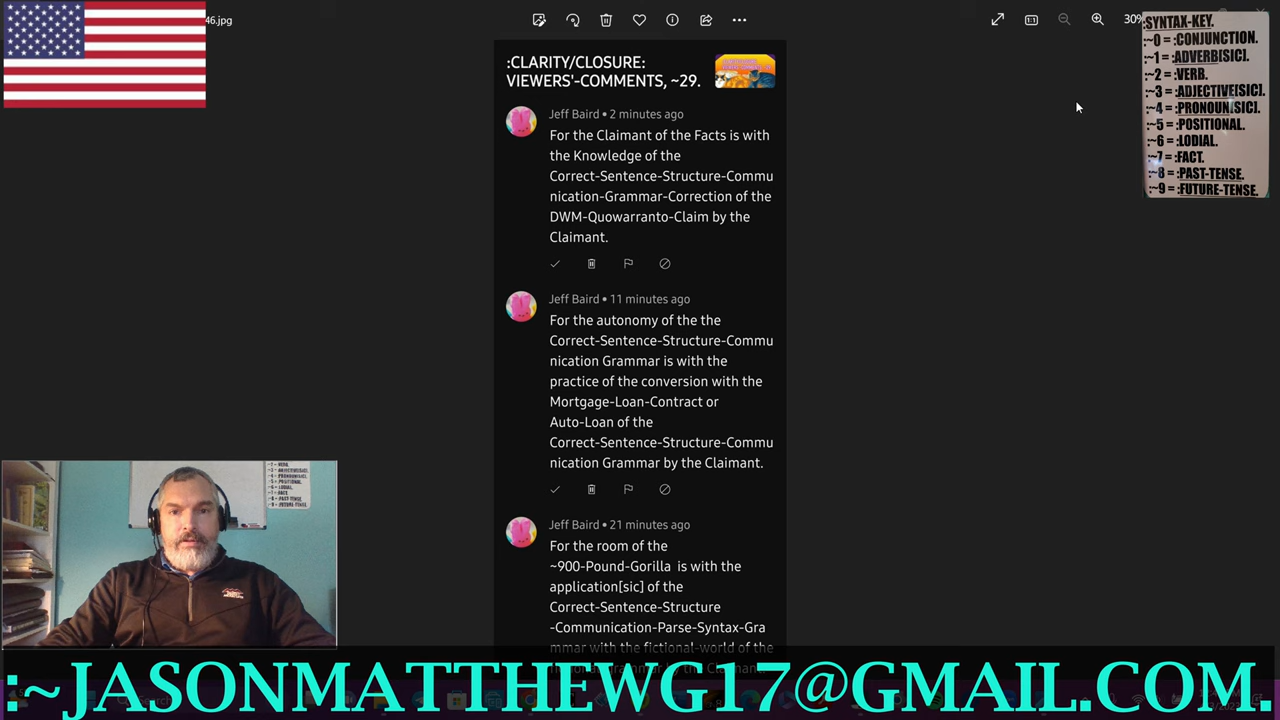 46.jpg
30%
:SYNTAX-KEY.
:~0 = :CONJUNCTION.
:~1 = :ADVERB[SIC].
:~2 = :VERB.
:~3 = :ADJECTIVE[SIC].
:~4 = :PRONOUN[SIC].
:~5 = :POSITIONAL.
:~6 = :LODIAL.
:~7 = :FACT.
:~8 = :PAST-TENSE.
:~9 = :FUTURE-TENSE.
:CLARITY/CLOSURE:
VIEWERS'-COMMENTS, ~29.
Jeff Baird • 2 minutes ago
For the Claimant of the Facts is with
the Knowledge of the
Correct-Sentence-Structure-Commu
nication-Grammar-Correction of the
DWM-Quowarranto-Claim by the
Claimant.
Jeff Baird • 11 minutes ago
For the autonomy of the the
Correct-Sentence-Structure-Commu
nication Grammar is with the
practice of the conversion with the
Mortgage-Loan-Contract or
Auto-Loan of the
Correct-Sentence-Structure-Commu
nication Grammar by the Claimant.
Jeff Baird • 21 minutes ago
For the room of the
~900-Pound-Gorilla is with the
application[sic] of the
Correct-Sentence-Structure
-Communication-Parse-Syntax-Gra
mmar with the fictional-world of the
:~JASONMATTHEWG17@GMAIL.COM.